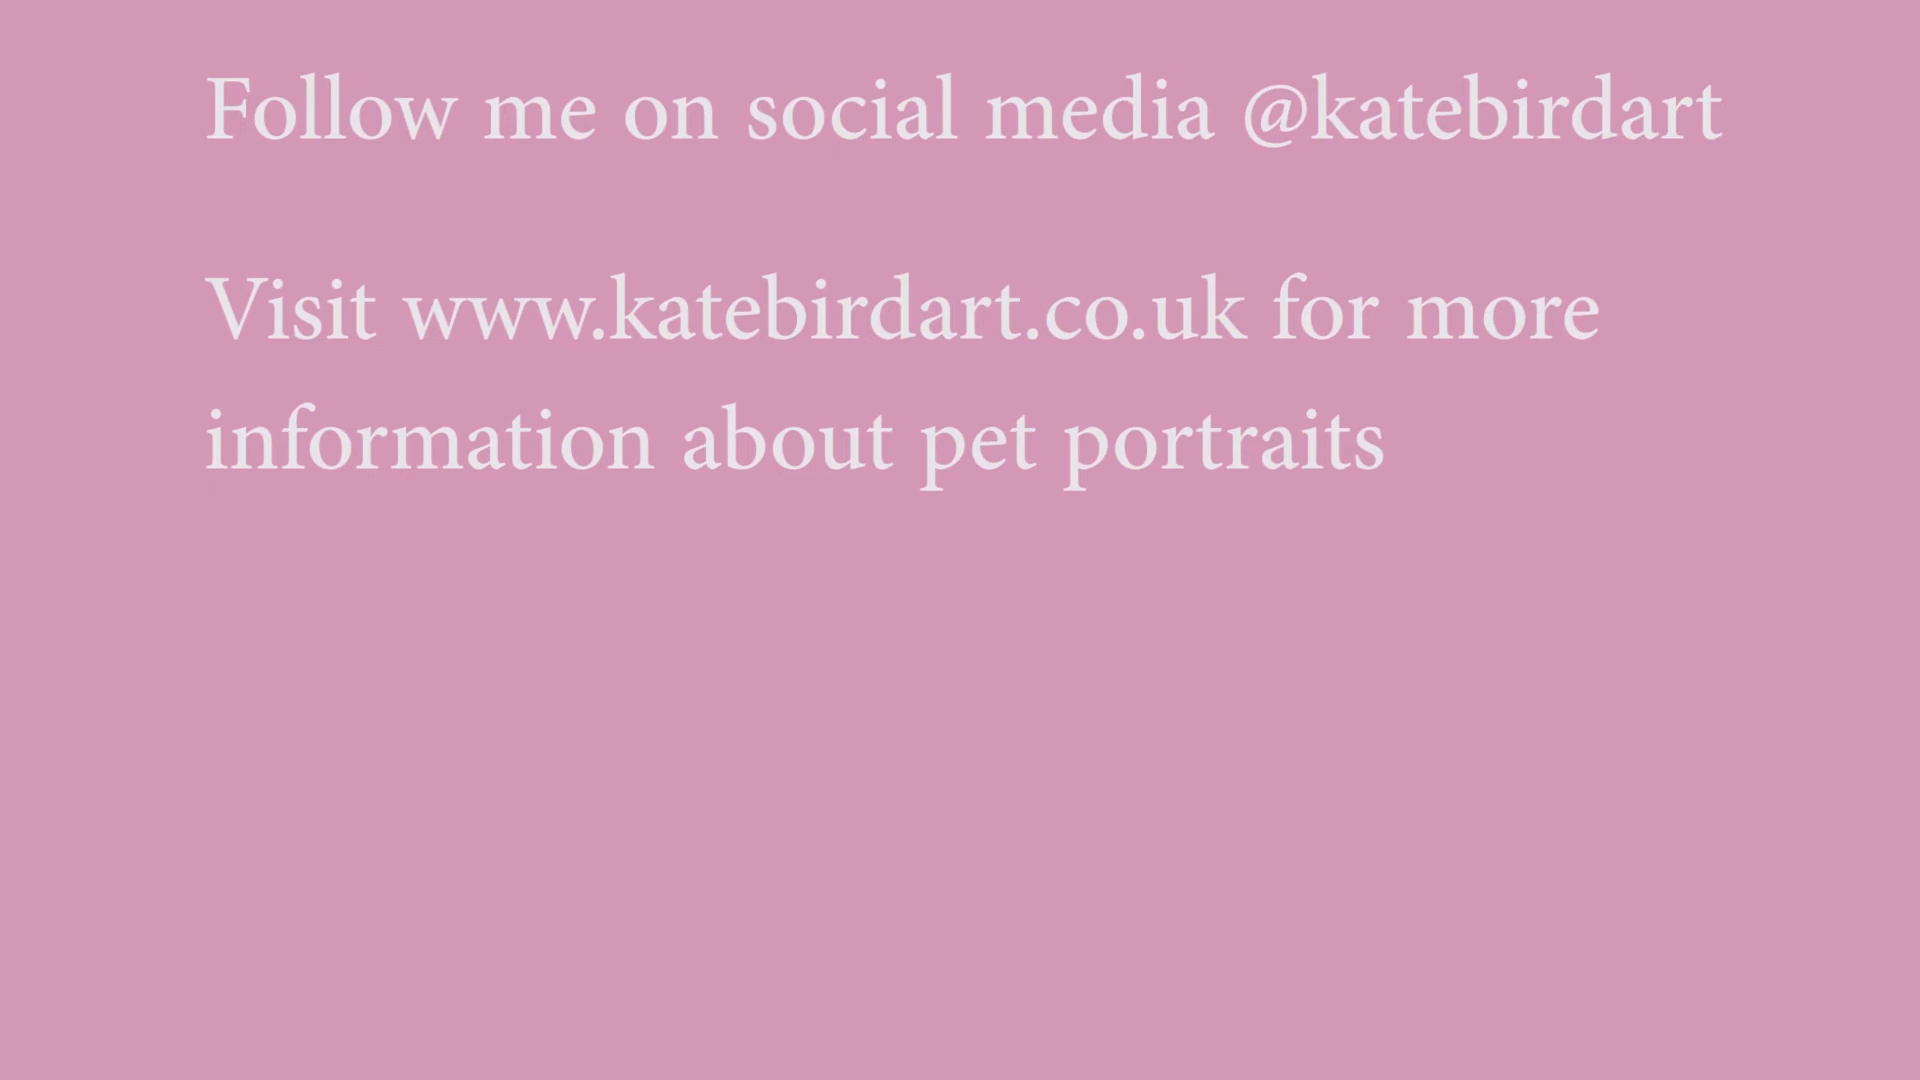 Follow me on social media @katebirdart
Visit www.katebirdart.co.uk for more
information about pet portraits